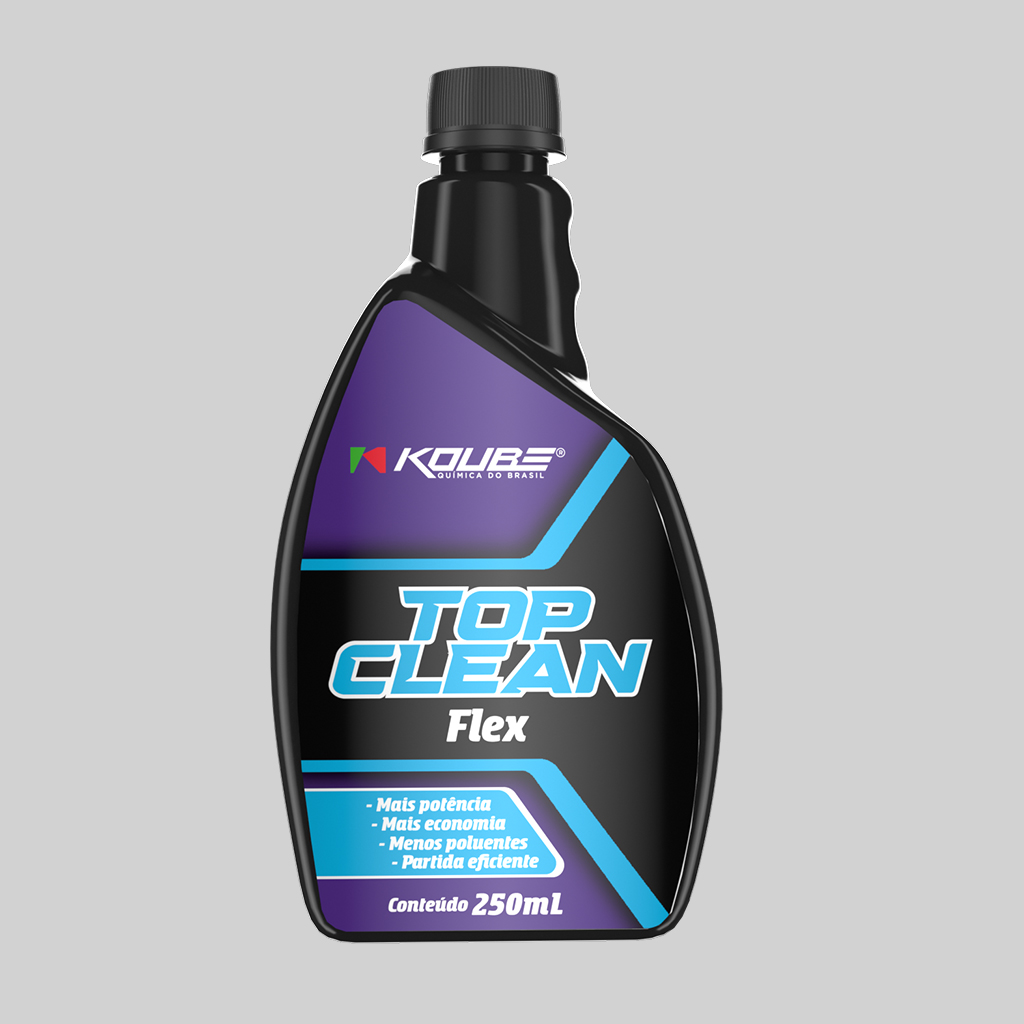 KOUBE®
QUÍMICA DO BRASIL
TOP
CLEAN
Flex
- Mais potência
- Mais economia
- Menos poluentes
- Partida eficiente
Conteúdo 250mL